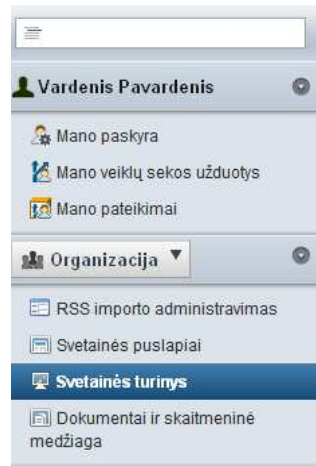 Vardenis Pavardenis
Mano paskyra
Mano veiklų sekos užduotys
Mano pateikimai
Organizacija
RSS importo administravimas
Svetainės puslapiai
Svetainės turinys
Dokumentai ir skaitmeninė
medžiaga